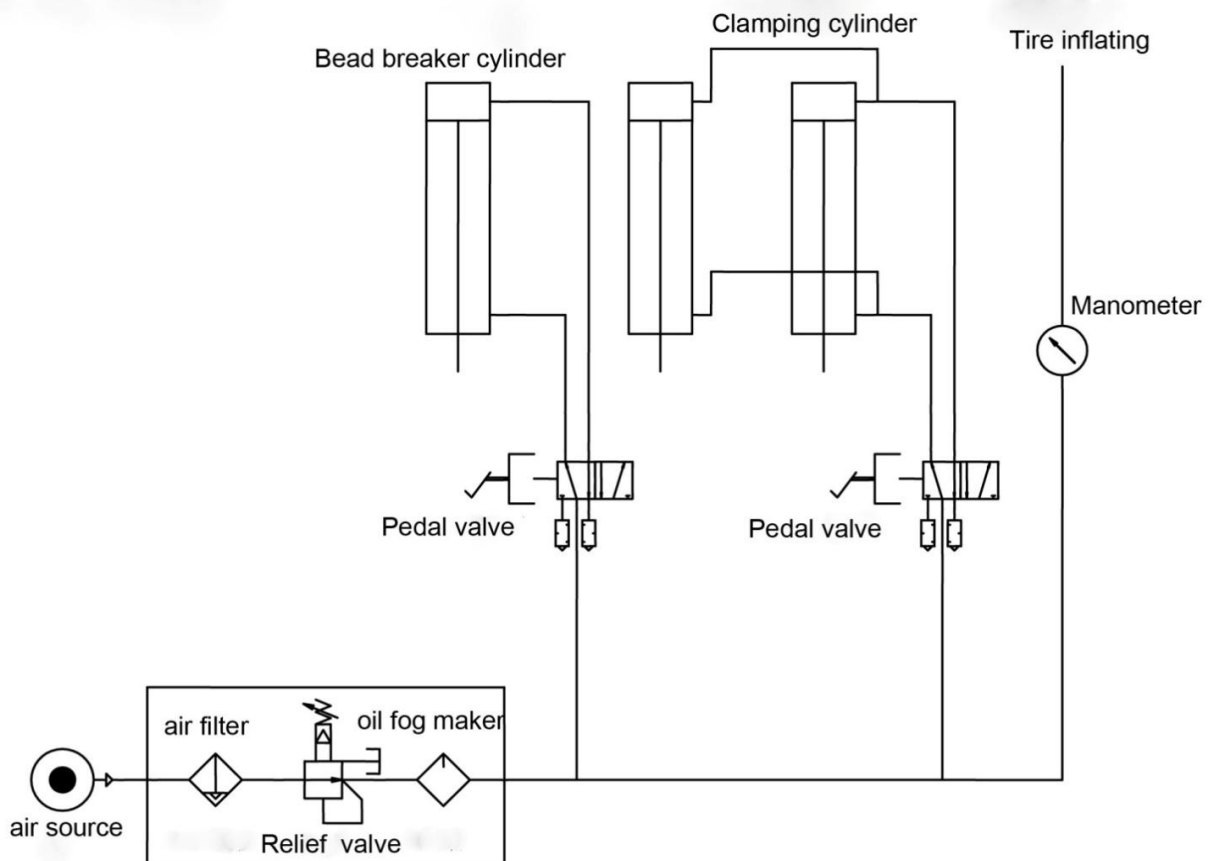 Clamping cylinder
Tire inflating
Bead breaker cylinder
Manometer
Pedal valve
Pedal valve
air filter
oil fog maker
air source
Relief valve